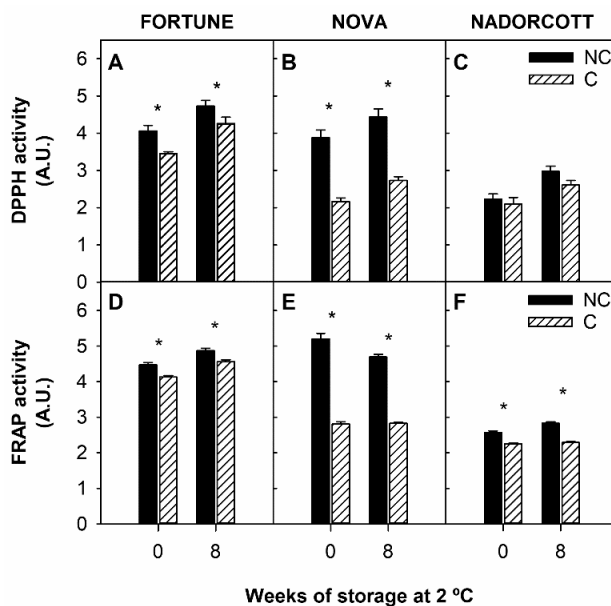 FORTUNE NOVA NADORCOTT
A B C
NC
C
* * * *
DPPH activity
(A.U.)
6
5
4
3
2
1
0
D E F
NC
C
* * * * * *
FRAP activity
(A.U.)
6
5
4
3
2
1
0
0 8 0 8 0 8
Weeks of storage at 2 ºC